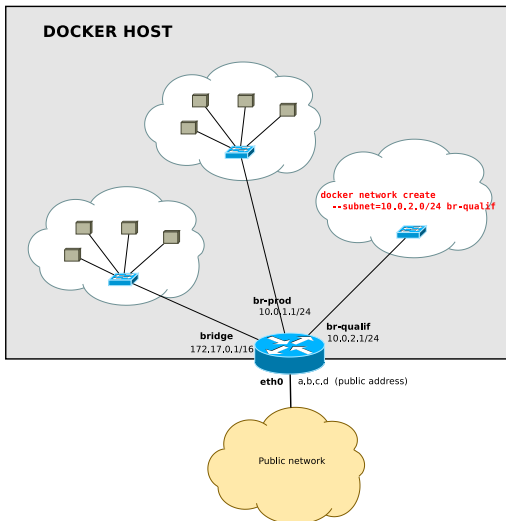 DOCKER HOST
docker network create
--subnet=10.0.2.0/24 br-qualif
br-prod
10.0.1.1/24
br-qualif
10.0.2.1/24
bridge
172.17.0.1/16
eth0 a,b,c,d (public address)
Public network